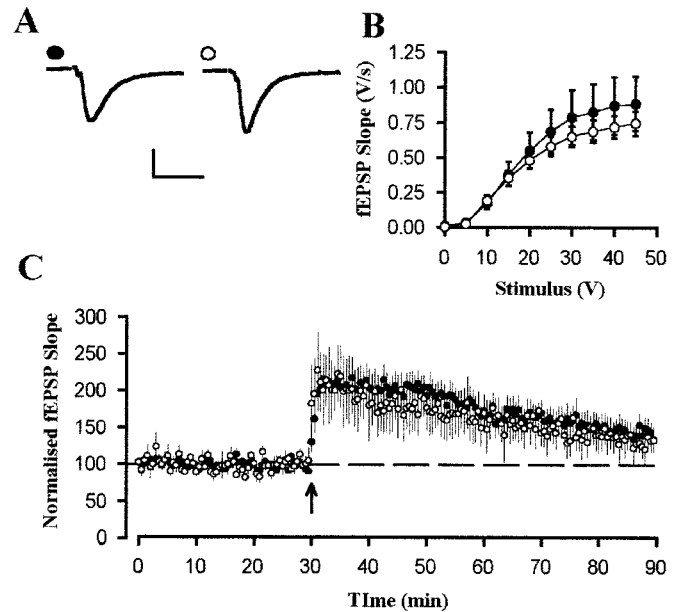 A
B
fEPSP Slope (V/s)
1.25
1.00
0.75
0.50
0.25
0.00
0 10 20 30 40 50
Stimulus (V)
C
Normalised fEPSP Slope
300
250
200
150
100
50
0
0 10 20 30 40 50 60 70 80 90
TIme (min)